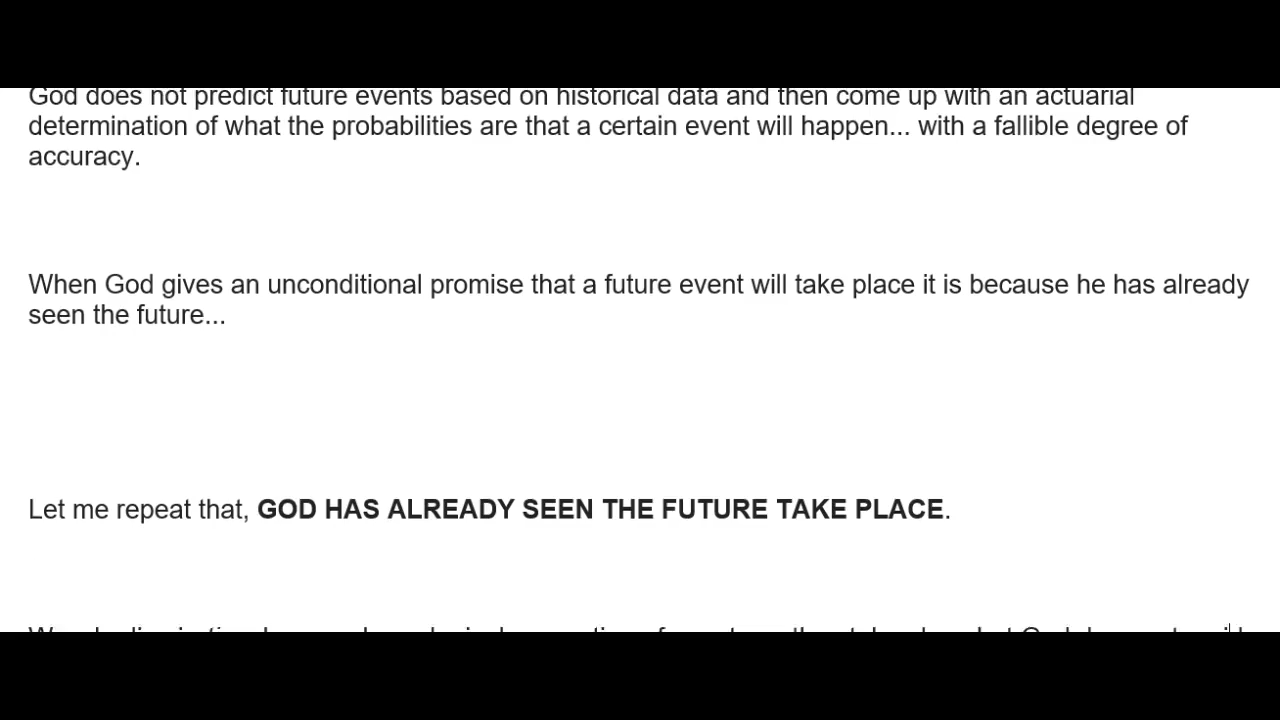 God does not predict future events based on historical data and then come up with an actuarial
determination of what the probabilities are that a certain event will happen... with a fallible degree of
accuracy.
When God gives an unconditional promise that a future event will take place it is because he has already
seen the future...
Let me repeat that, GOD HAS ALREADY SEEN THE FUTURE TAKE PLACE.